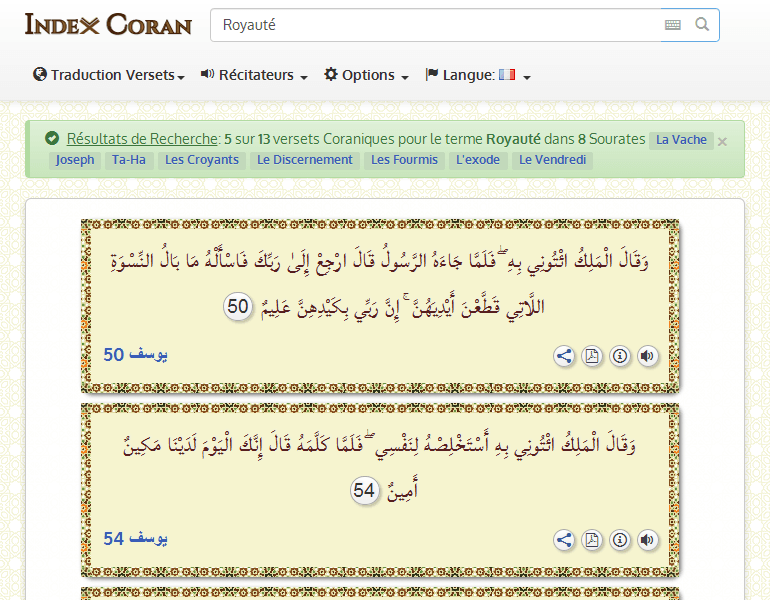 INDEX CORAN
Royauté
Traduction Versets
Récitateurs
Options
Langue:
Résultats de Recherche: 5 sur 13 versets Coraniques pour le terme Royauté dans 8 Sourates La Vache ×
Joseph Ta-Ha Les Croyants Le Discernement Les Fourmis L'exode Le Vendredi
وَقَالَ الْمَلِكُ ائْتُونِي بِهِ ۖ فَلَمَّا جَاءَهُ الرَّسُولُ قَالَ ارْجِعْ إِلَىٰ رَبِّكَ فَاسْأَلْهُ مَا بَالُ النِّسْوَةِ
اللَّاتِي قَطَّعْنَ أَيْدِيَهُنَّ ۚ إِنَّ رَبِّي بِكَيْدِهِنَّ عَلِيمٌ 50
يوسف 50
وَقَالَ الْمَلِكُ ائْتُونِي بِهِ أَسْتَخْلِصْهُ لِنَفْسِي ۖ فَلَمَّا كَلَّمَهُ قَالَ إِنَّكَ الْيَوْمَ لَدَيْنَا مَكِينٌ
أَمِينٌ 54
يوسف 54